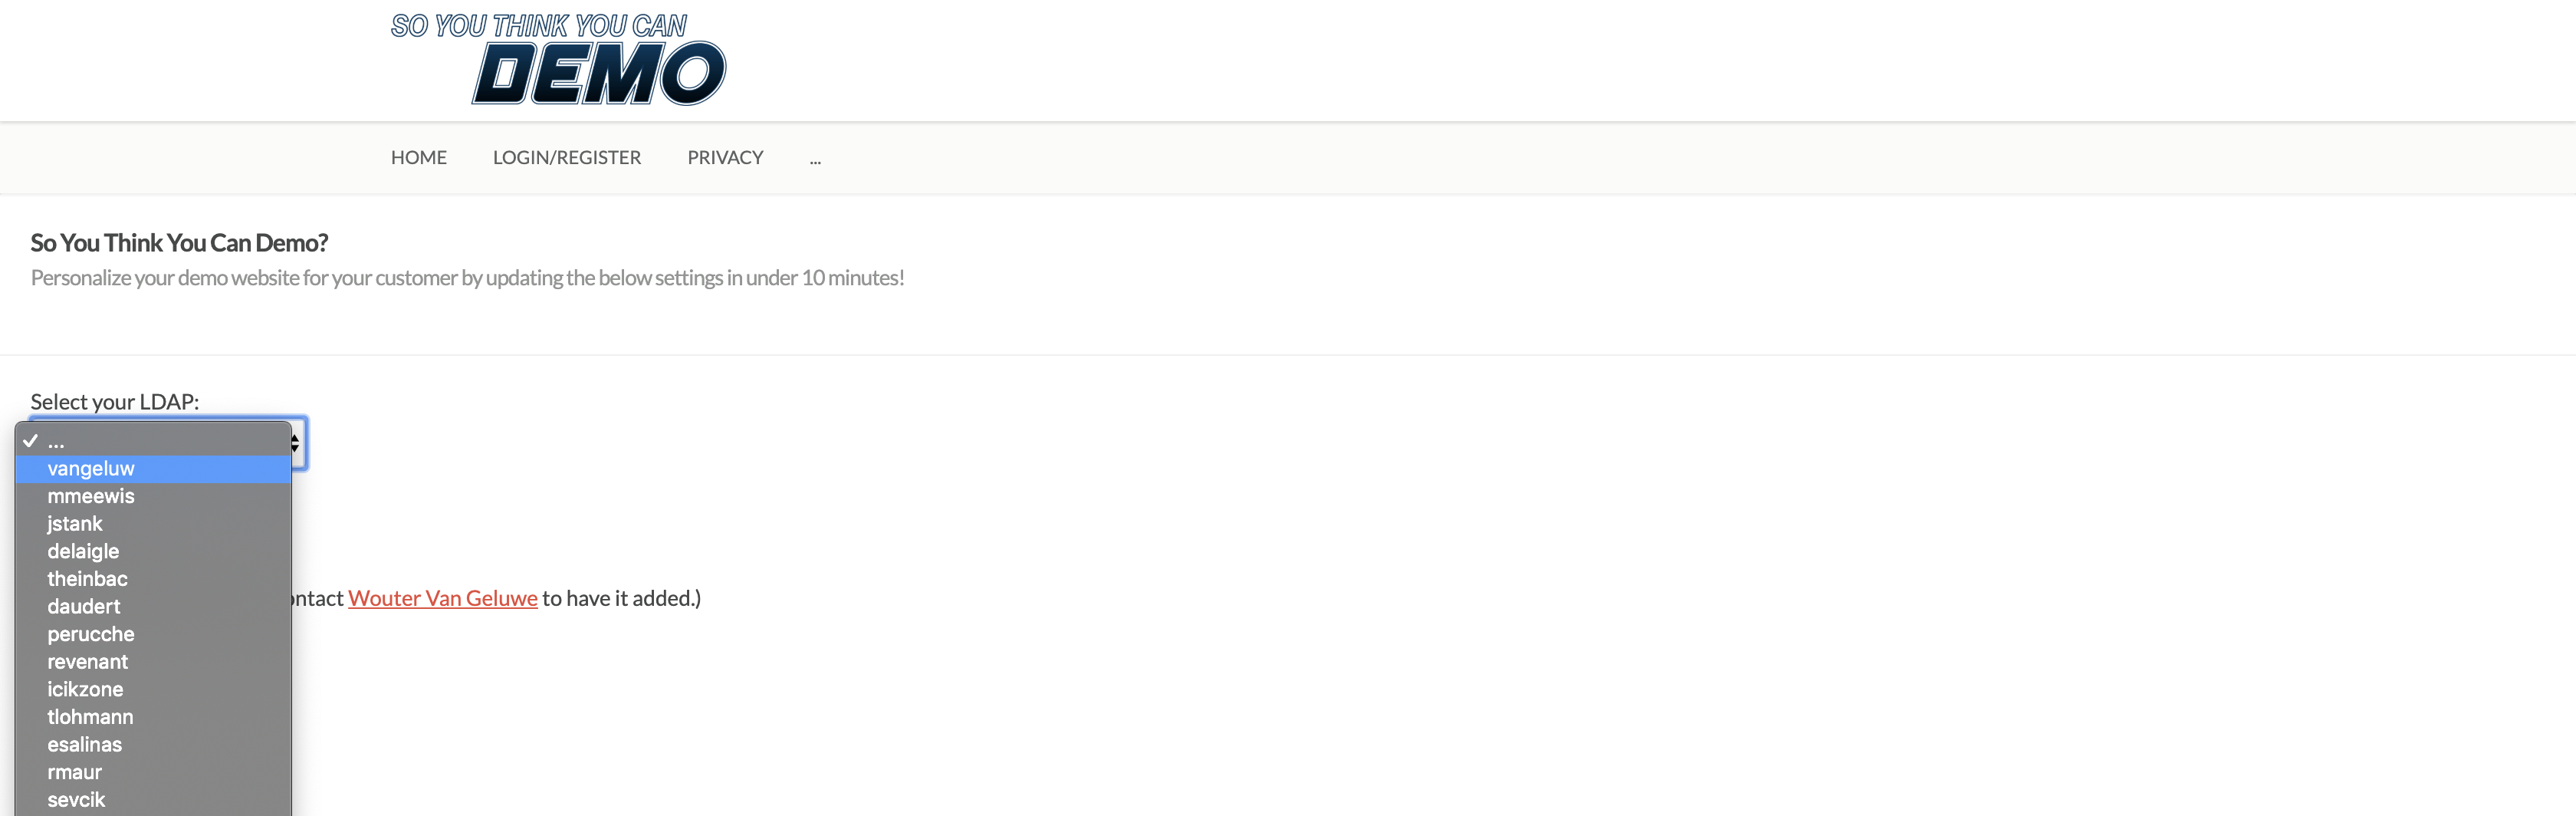 SO YOU THINK YOU CAN
DEMO
HOME LOGIN/REGISTER PRIVACY ...
So You Think You Can Demo?
Personalize your demo website for your customer by updating the below settings in under 10 minutes!
Select your LDAP:
✓ ...
vangeluw
mmeewis
jstank
delaigle
theinbac
daudert
perucche
revenant
icikzone
tlohmann
esalinas
rmaur
sevcik
Wouter Van Geluwe to have it added.)